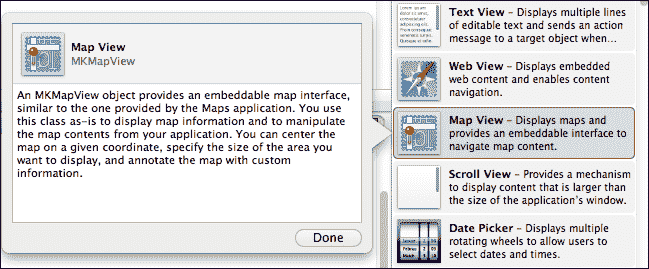 Map View
MKMapView
An MKMapView object provides an embeddable map interface,
similar to the one provided by the Maps application. You use
this class as-is to display map information and to manipulate
the map contents from your application. You can center the
map on a given coordinate, specify the size of the area you
want to display, and annotate the map with custom
information.
Done
Text View - Displays multiple lines
of editable text and sends an action
message to a target object when...
Web View - Displays embedded
web content and enables content
navigation.
Map View - Displays maps and
provides an embeddable interface to
navigate map content.
Scroll View - Provides a mechanism
to display content that is larger than
the size of the application's window.
Date Picker - Displays multiple
rotating wheels to allow users to
select dates and times.